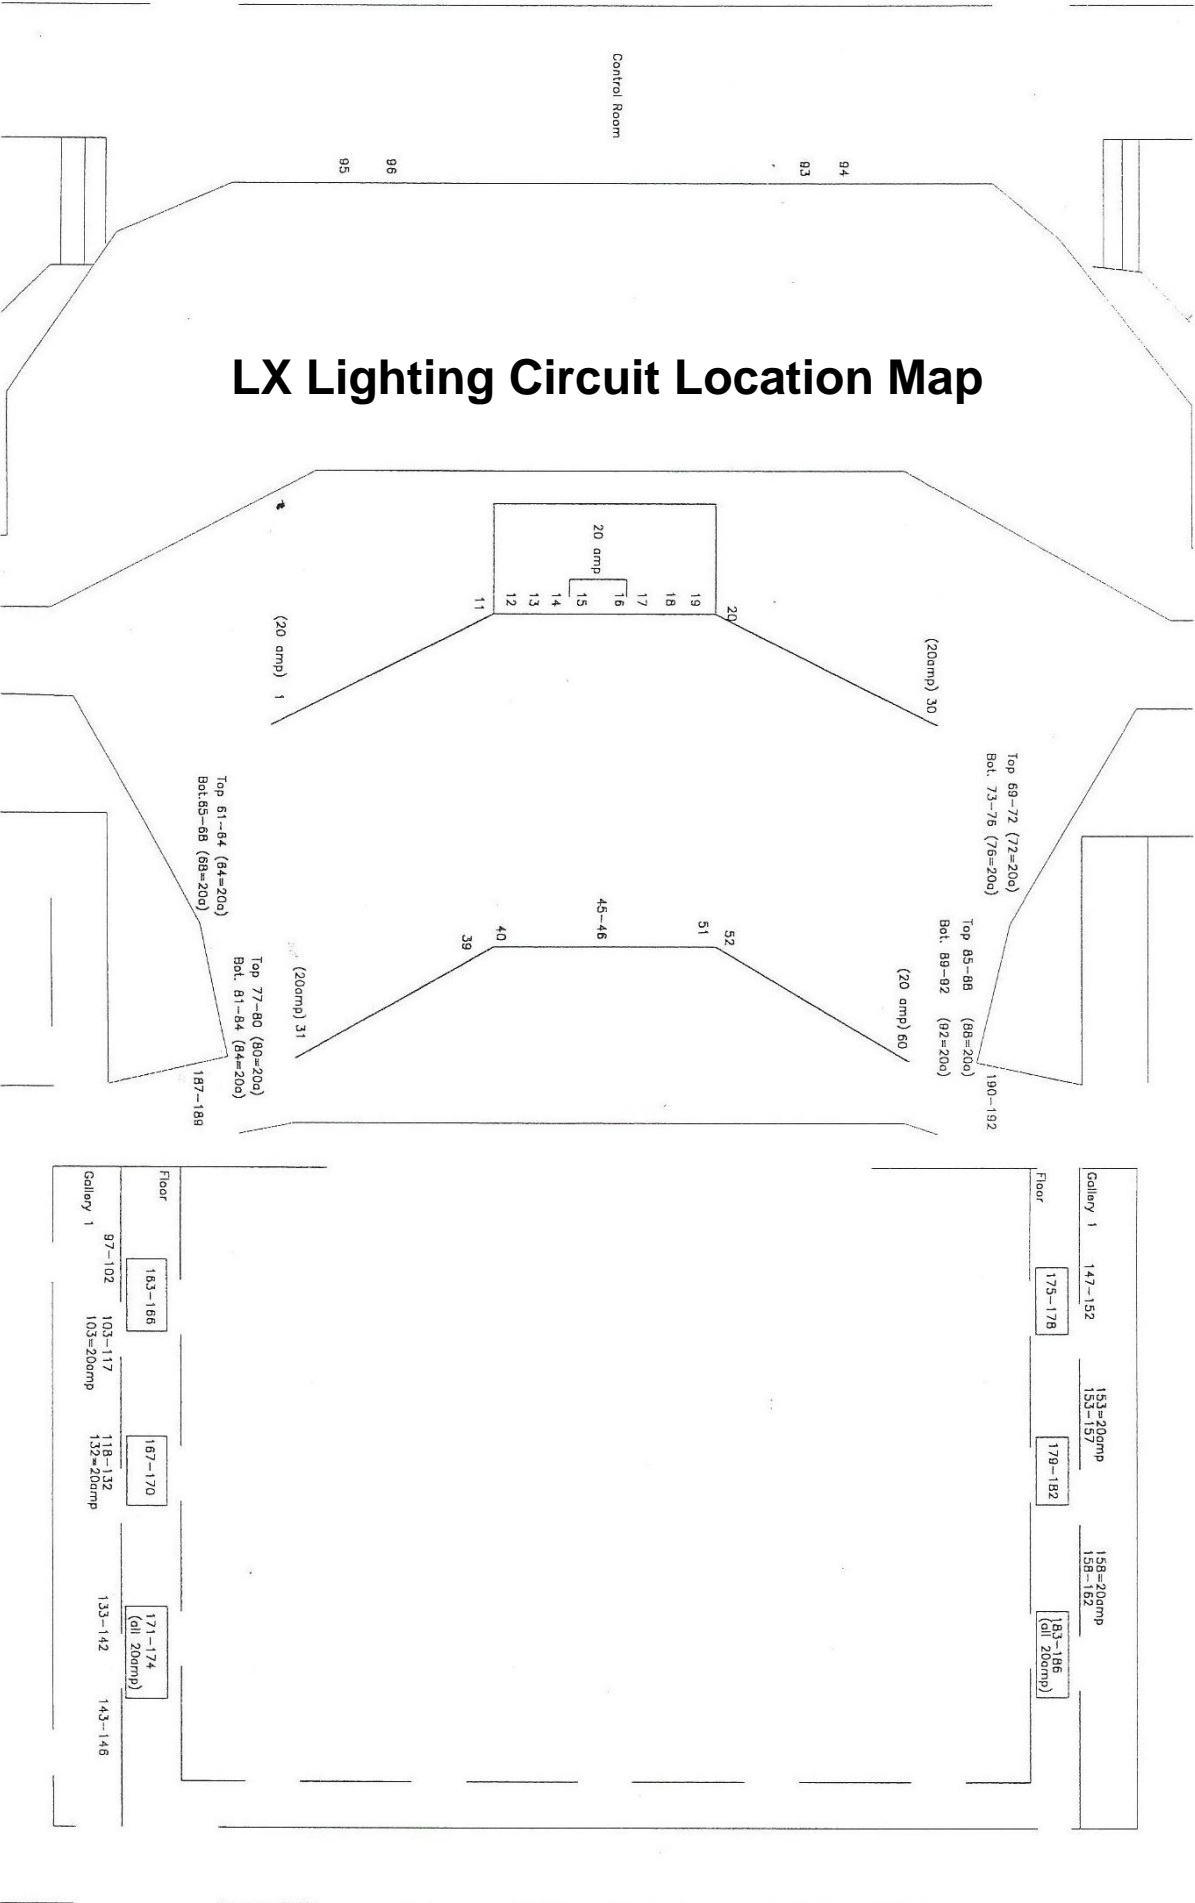 Control Room
95
96
93
94
LX Lighting Circuit Location Map
20 amp
11
12
13
14
15
16
17
18
19
20
(20 amp) 1
(20amp) 30
Top 61-64 (64=20a)
Bot.65-68 (68=20a)
Top 69-72 (72=20a)
Bot. 73-76 (76=20a)
39
40
45-46
51
52
(20amp) 31
(20 amp) 60
Top 77-80 (80=20a)
Bot. 81-84 (84=20a)
Top 85-88 (88=20a)
Bot. 89-92 (92=20a)
187-189
190-192
Floor
Gallery 1
97-102
163-166
103-117
103=20amp
118-132
132=20amp
167-170
133-142
171-174
(all 20amp)
143-146
Gallery 1
Floor
147-152
175-178
153=20amp
153-157
179-182
158=20amp
158-162
183-186
(all 20amp)